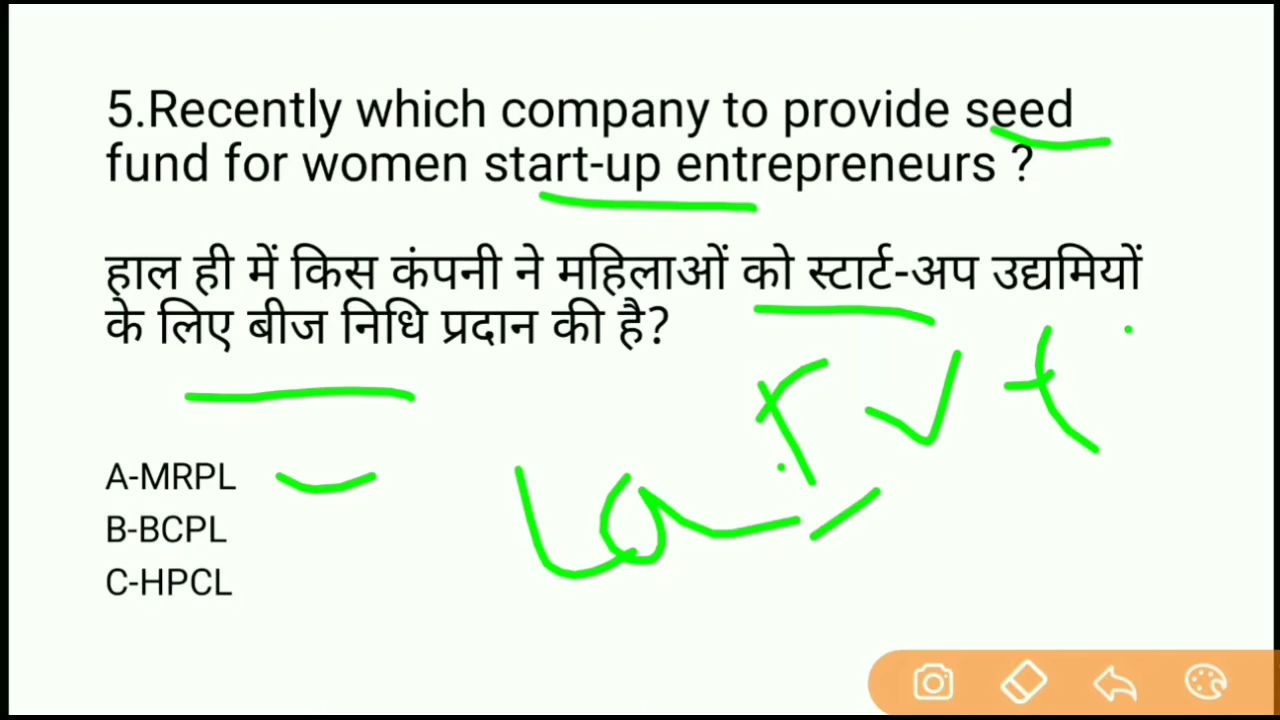 5.Recently which company to provide seed
fund for women start-up entrepreneurs ?
हाल ही में किस कंपनी ने महिलाओं को स्टार्ट-अप उद्यमियों
के लिए बीज निधि प्रदान की है?
A-MRPL
B-BCPL
C-HPCL